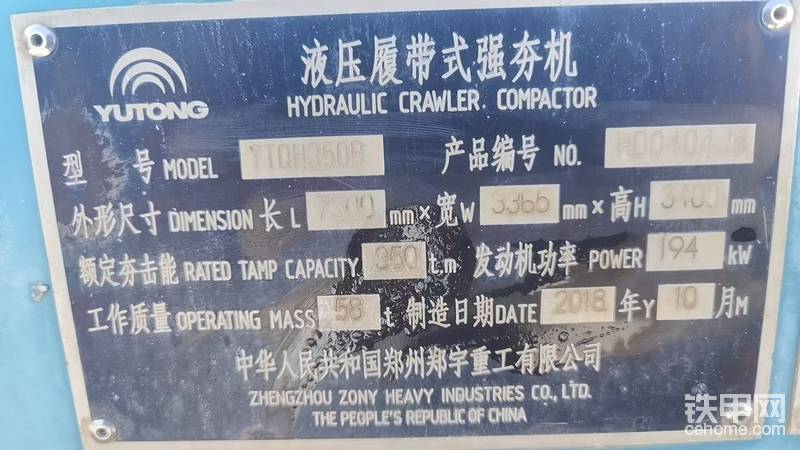 YUTONG
液压履带式强夯机
HYDRAULIC CRAWLER COMPACTOR
型 号 MODEL YTQH350B 产品编号 NO.
外形尺寸 DIMENSION 长 L mm × 宽 W 3365 mm × 高 H 3400 mm
额定夯击能 RATED TAMP CAPACITY 350 t.m 发动机功率 POWER 194 kW
工作质量 OPERATING MASS 58 t 制造日期 DATE 2018 年Y 10 月M
中华人民共和国郑州郑宇重工有限公司
ZHENGZHOU ZONY HEAVY INDUSTRIES CO., LTD.
THE PEOPLE'S REPUBLIC OF CHINA
铁甲网
cehome.com